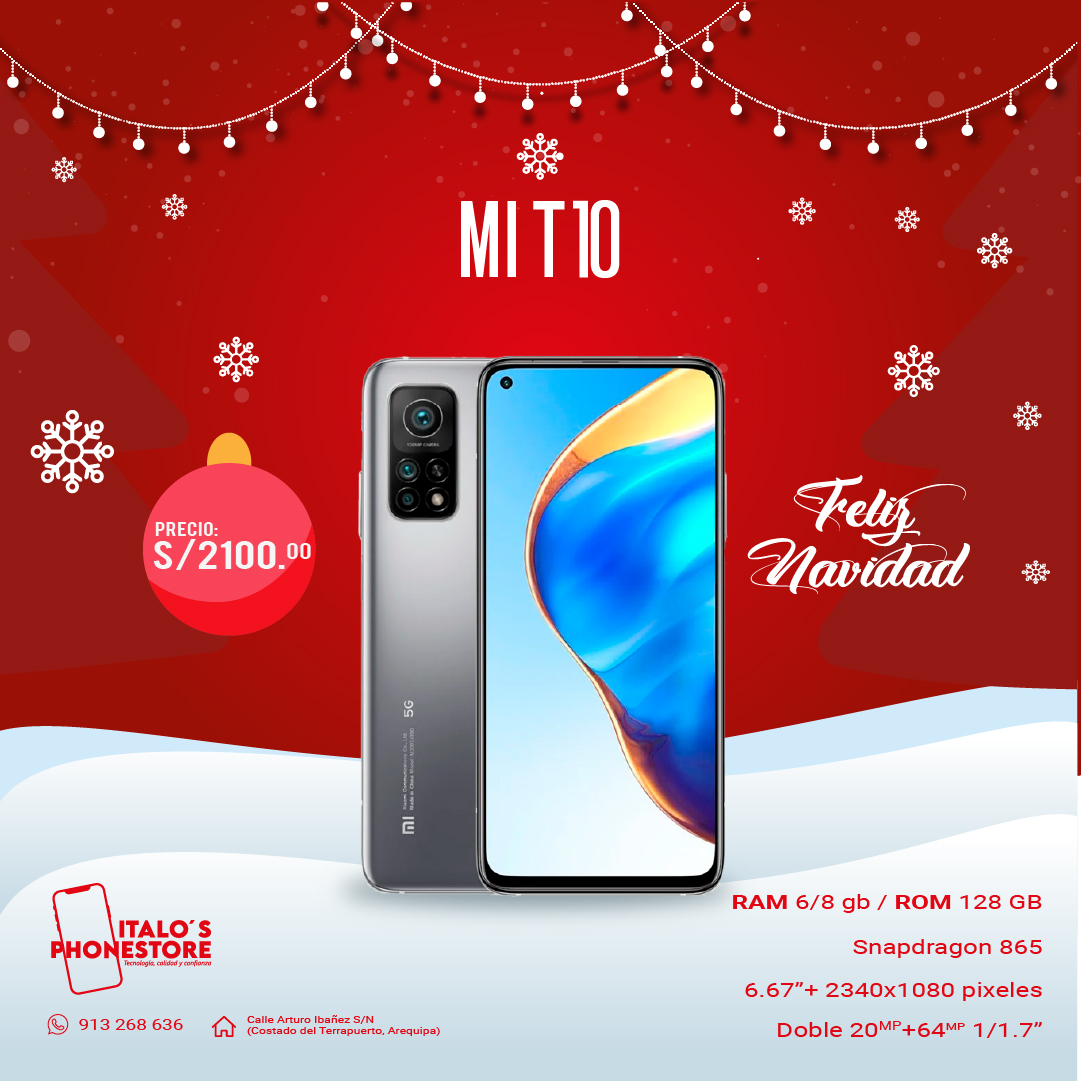 MI T10
PRECIO:
S/2100.00
Feliz
Navidad
5G
RAM 6/8 gb / ROM 128 GB
Snapdragon 865
6.67”+ 2340x1080 pixeles
Doble 20MP+64MP 1/1.7”
ITALO´S
PHONESTORE
Tecnología, calidad y confianza
913 268 636
Calle Arturo Ibañez S/N
(Costado del Terrapuerto, Arequipa)